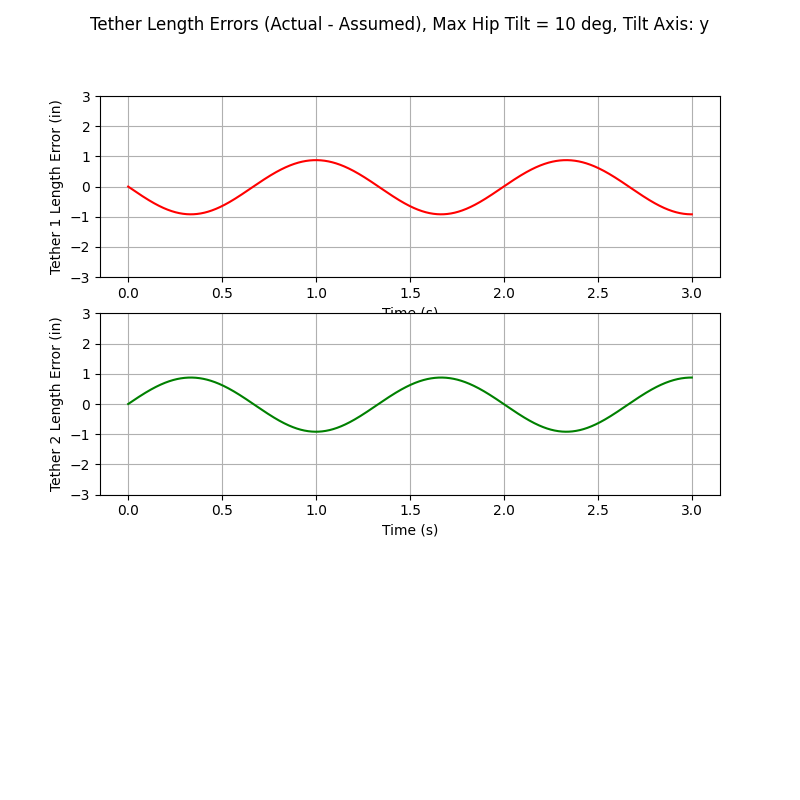 Tether Length Errors (Actual - Assumed), Max Hip Tilt = 10 deg, Tilt Axis: y
Tether 1 Length Error (in)
3
2
1
0
−1
−2
−3
0.0 0.5 1.0 1.5 2.0 2.5 3.0
Time (s)
Tether 2 Length Error (in)
3
2
1
0
−1
−2
−3
0.0 0.5 1.0 1.5 2.0 2.5 3.0
Time (s)